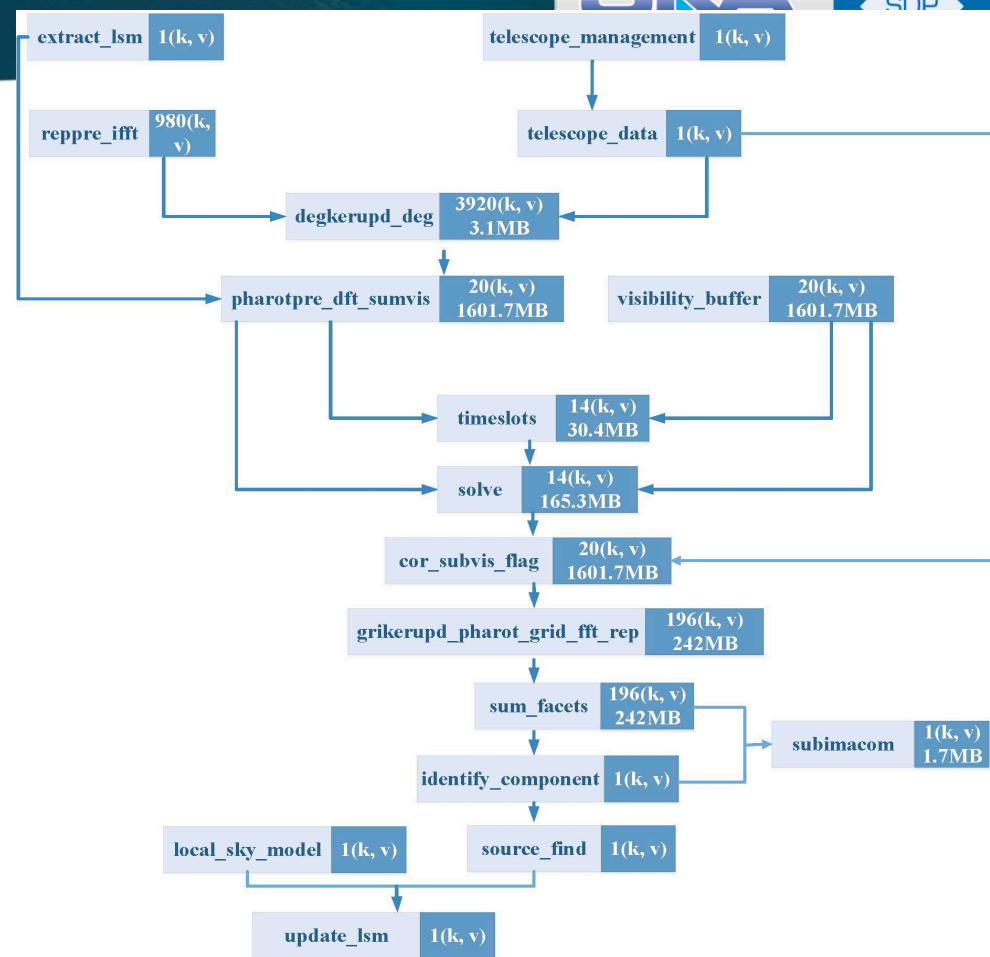 SDP
extract_lsm 1(k, v)
telescope_management 1(k, v)
reppre_ifft 980(k,
v)
telescope_data 1(k, v)
degkerupd_deg 3920(k, v)
3.1MB
pharotpre_dft_sumvis 20(k, v)
1601.7MB
visibility_buffer 20(k, v)
1601.7MB
timeslots 14(k, v)
30.4MB
solve 14(k, v)
165.3MB
cor_subvis_flag 20(k, v)
1601.7MB
grikerupd_pharot_grid_fft_rep 196(k, v)
242MB
sum_facets 196(k, v)
242MB
subimacom 1(k, v)
1.7MB
identify_component 1(k, v)
local_sky_model 1(k, v)
source_find 1(k, v)
update_lsm 1(k, v)